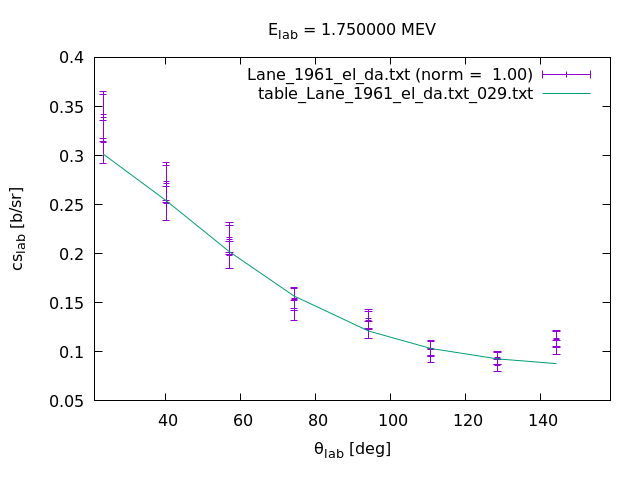 E_lab = 1.750000 MEV
Lane_1961_el_da.txt (norm =  1.00)
table_Lane_1961_el_da.txt_029.txt
cs_lab [b/sr]
0.4
0.35
0.3
0.25
0.2
0.15
0.1
0.05
40 60 80 100 120 140
θ_lab [deg]